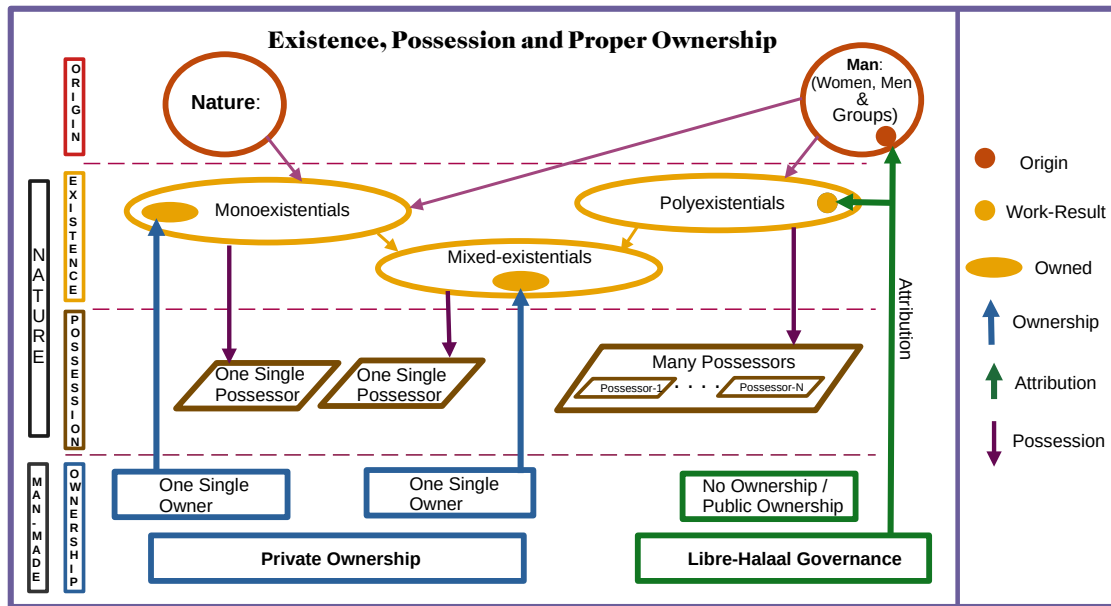 Existence, Possession and Proper Ownership
ORIGIN
Nature:
Man:
(Women, Men
&
Groups)
NATURE
EXISTENCE
Monoexistentials
Polyexistentials
Mixed-existentials
POSSESSION
One Single
Possessor
One Single
Possessor
Many Possessors
Possessor-1
. . . .
Possessor-N
Attribution
MAN-MADE
OWNERSHIP
One Single
Owner
One Single
Owner
No Ownership /
Public Ownership
Private Ownership
Libre-Halaal Governance
Origin
Work-Result
Owned
Ownership
Attribution
Possession